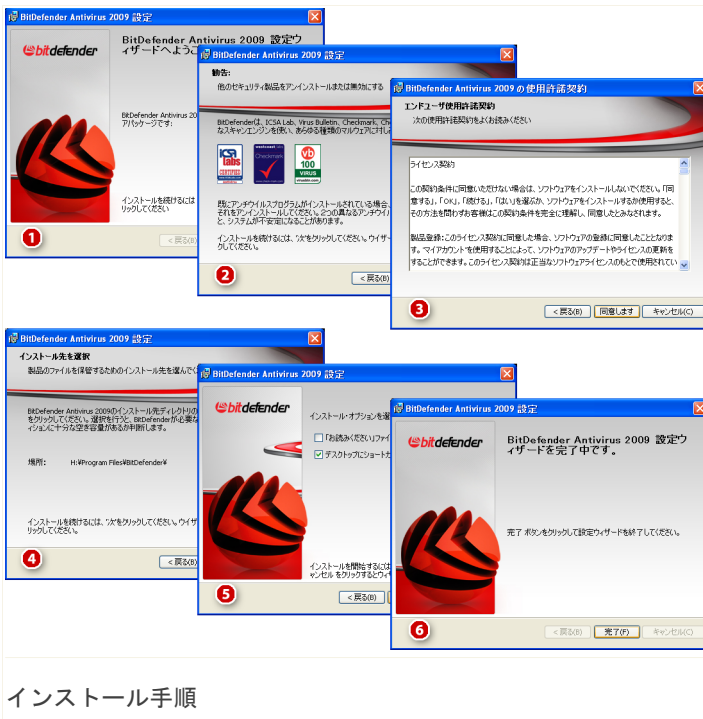 BitDefender Antivirus 2009 設定
bitdefender
BitDefender Antivirus 2009 設定ウ
ィザードへようこ
BitDefender Antivirus 20
アパッケージです:
インストールを続けるには
リックしてください
1
< 戻る(B)
BitDefender Antivirus 2009 設定
勧告:
他のセキュリティ製品をアンインストールまたは無効にする
BitDefenderは、ICSA Lab, Virus Bulletin, Checkmark, Ch
なスキャンエンジンを使い、あらゆる種類のマルウェアに対し
ICSA
labs
CERTIFIED
Checkmark
vb
100
VIRUS
既にアンチウイルスプログラムがインストールされている場合、
それをアンインストールしてください。2つの異なるアンチウイ
と、システムが不安定になることがあります。
インストールを続けるには、'次'をクリックしてください。ウイザー
クしてください。
2
< 戻る(B)
BitDefender Antivirus 2009 の使用許諾契約
エンドユーザ使用許諾契約
次の使用許諾契約をよくお読みください
ライセンス契約
この契約条件に同意いただけない場合は、ソフトウェアをインストールしないでください。「同
意する」、「OK」、「続ける」、「はい」を選ぶか、ソフトウェアをインストールするか使用すると、
その方法を問わずお客様はこの契約条件を完全に理解し、同意したとみなされます。
製品登録:このライセンス契約に同意した場合、ソフトウェアの登録に同意したこととなりま
す。'マイアカウント'を使用することによって、ソフトウェアのアップデートやライセンスの更新を
することができます。このライセンス契約は正当なソフトウェアライセンスのもとで使用されてい
3
< 戻る(B)
同意します
キャンセル(C)
BitDefender Antivirus 2009 設定
インストール先を選択
製品のファイルを保管するためのインストール先を選んでく
BitDefender Antivirus 2009のインストール先ディレクトリの
をクリックしてください。選択を行うと、BitDefenderが必要な
ィションに十分な空き容量があるか判断します。
場所: H:¥Program Files¥BitDefender¥
インストールを続けるには、'次'をクリックしてください。ウイザ
リックしてください。
4
< 戻る(B)
BitDefender Antivirus 2009 設定
bitdefender
インストール・オプションを選
「お読みください」ファイ
デスクトップにショートカ
インストールを開始するには
ャンセル をクリックするとウィ
5
< 戻る(B)
BitDefender Antivirus 2009 設定
bitdefender
BitDefender Antivirus 2009 設定ウ
ィザードを完了中です。
完了 ボタンをクリックして設定ウィザードを終了してください。
6
< 戻る(B)
完了(F)
キャンセル(C)
インストール手順